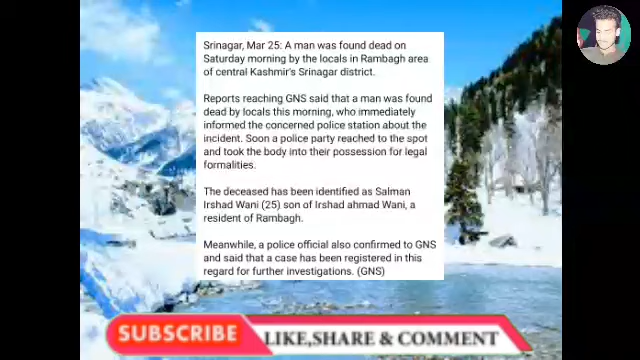 Srinagar, Mar 25: A man was found dead on
Saturday morning by the locals in Rambagh area
of central Kashmir's Srinagar district.
Reports reaching GNS said that a man was found
dead by locals this morning, who immediately
informed the concerned police station about the
incident. Soon a police party reached to the spot
and took the body into their possession for legal
formalities.
The deceased has been identified as Salman
Irshad Wani (25) son of Irshad ahmad Wani, a
resident of Rambagh.
Meanwhile, a police official also confirmed to GNS
and said that a case has been registered in this
regard for further investigations. (GNS)
SUBSCRIBE LIKE,SHARE & COMMENT